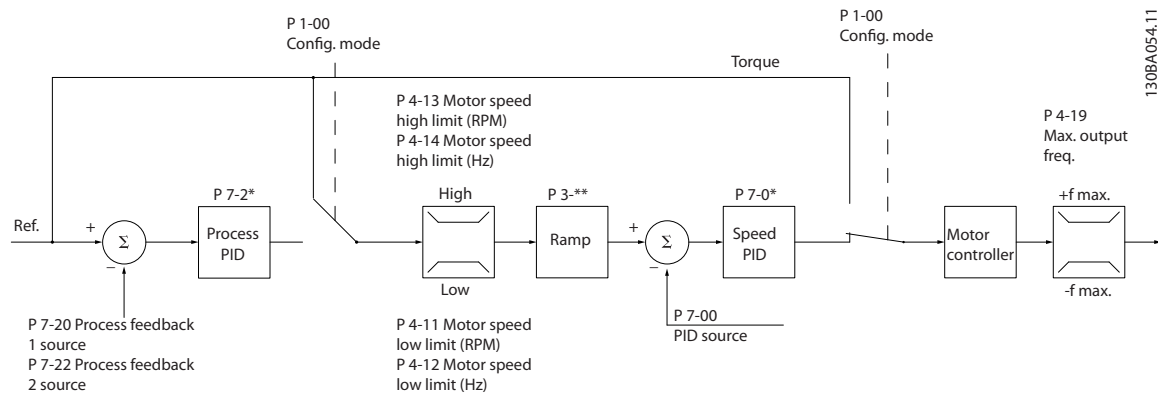 P 1-00
Config. mode
P 1-00
Config. mode
130BA054.11
Torque
P 4-13 Motor speed
high limit (RPM)
P 4-14 Motor speed
high limit (Hz)
P 4-19
Max. output
freq.
Ref.
+
Σ
−
P 7-2*
Process
PID
High
Low
P 3-**
Ramp
+
Σ
−
P 7-0*
Speed
PID
Motor
controller
+f max.
-f max.
P 7-20 Process feedback
1 source
P 7-22 Process feedback
2 source
P 4-11 Motor speed
low limit (RPM)
P 4-12 Motor speed
low limit (Hz)
P 7-00
PID source